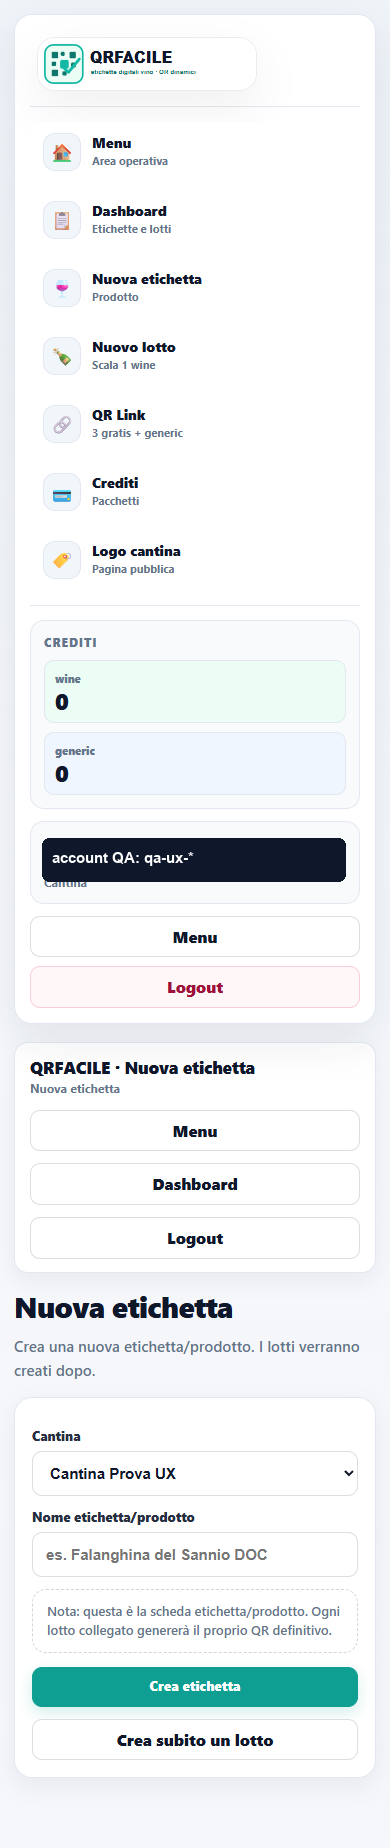 QRFACILE
etichette digitali vino · QR dinamici
Menu
Area operativa
Dashboard
Etichette e lotti
Nuova etichetta
Prodotto
Nuovo lotto
Scala 1 wine
QR Link
3 gratis + generic
Crediti
Pacchetti
Logo cantina
Pagina pubblica
CREDITI
wine
0
generic
0
account QA: qa-ux-*
Cantina
Menu
Logout
QRFACILE · Nuova etichetta
Nuova etichetta
Menu
Dashboard
Logout
Nuova etichetta
Crea una nuova etichetta/prodotto. I lotti verranno
creati dopo.
Cantina
Cantina Prova UX
Nome etichetta/prodotto
es. Falanghina del Sannio DOC
Nota: questa è la scheda etichetta/prodotto. Ogni
lotto collegato genererà il proprio QR definitivo.
Crea etichetta
Crea subito un lotto